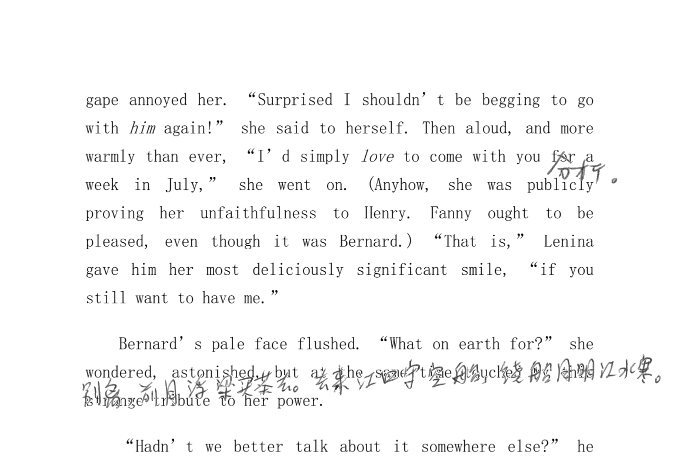 gape annoyed her. “Surprised I shouldn’t be begging to go
with him again!” she said to herself. Then aloud, and more
warmly than ever, “I’d simply love to come with you for a
分析。
week in July,” she went on. (Anyhow, she was publicly
proving her unfaithfulness to Henry. Fanny ought to be
pleased, even though it was Bernard.) “That is,” Lenina
gave him her most deliciously significant smile, “if you
still want to have me.”
Bernard’s pale face flushed. “What on earth for?” she
wondered, astonished, but at the same time touched by this
别离，前月浮梁买茶去。去来江口守空船，绕船月明江水寒。
strange tribute to her power.
“Hadn’t we better talk about it somewhere else?” he